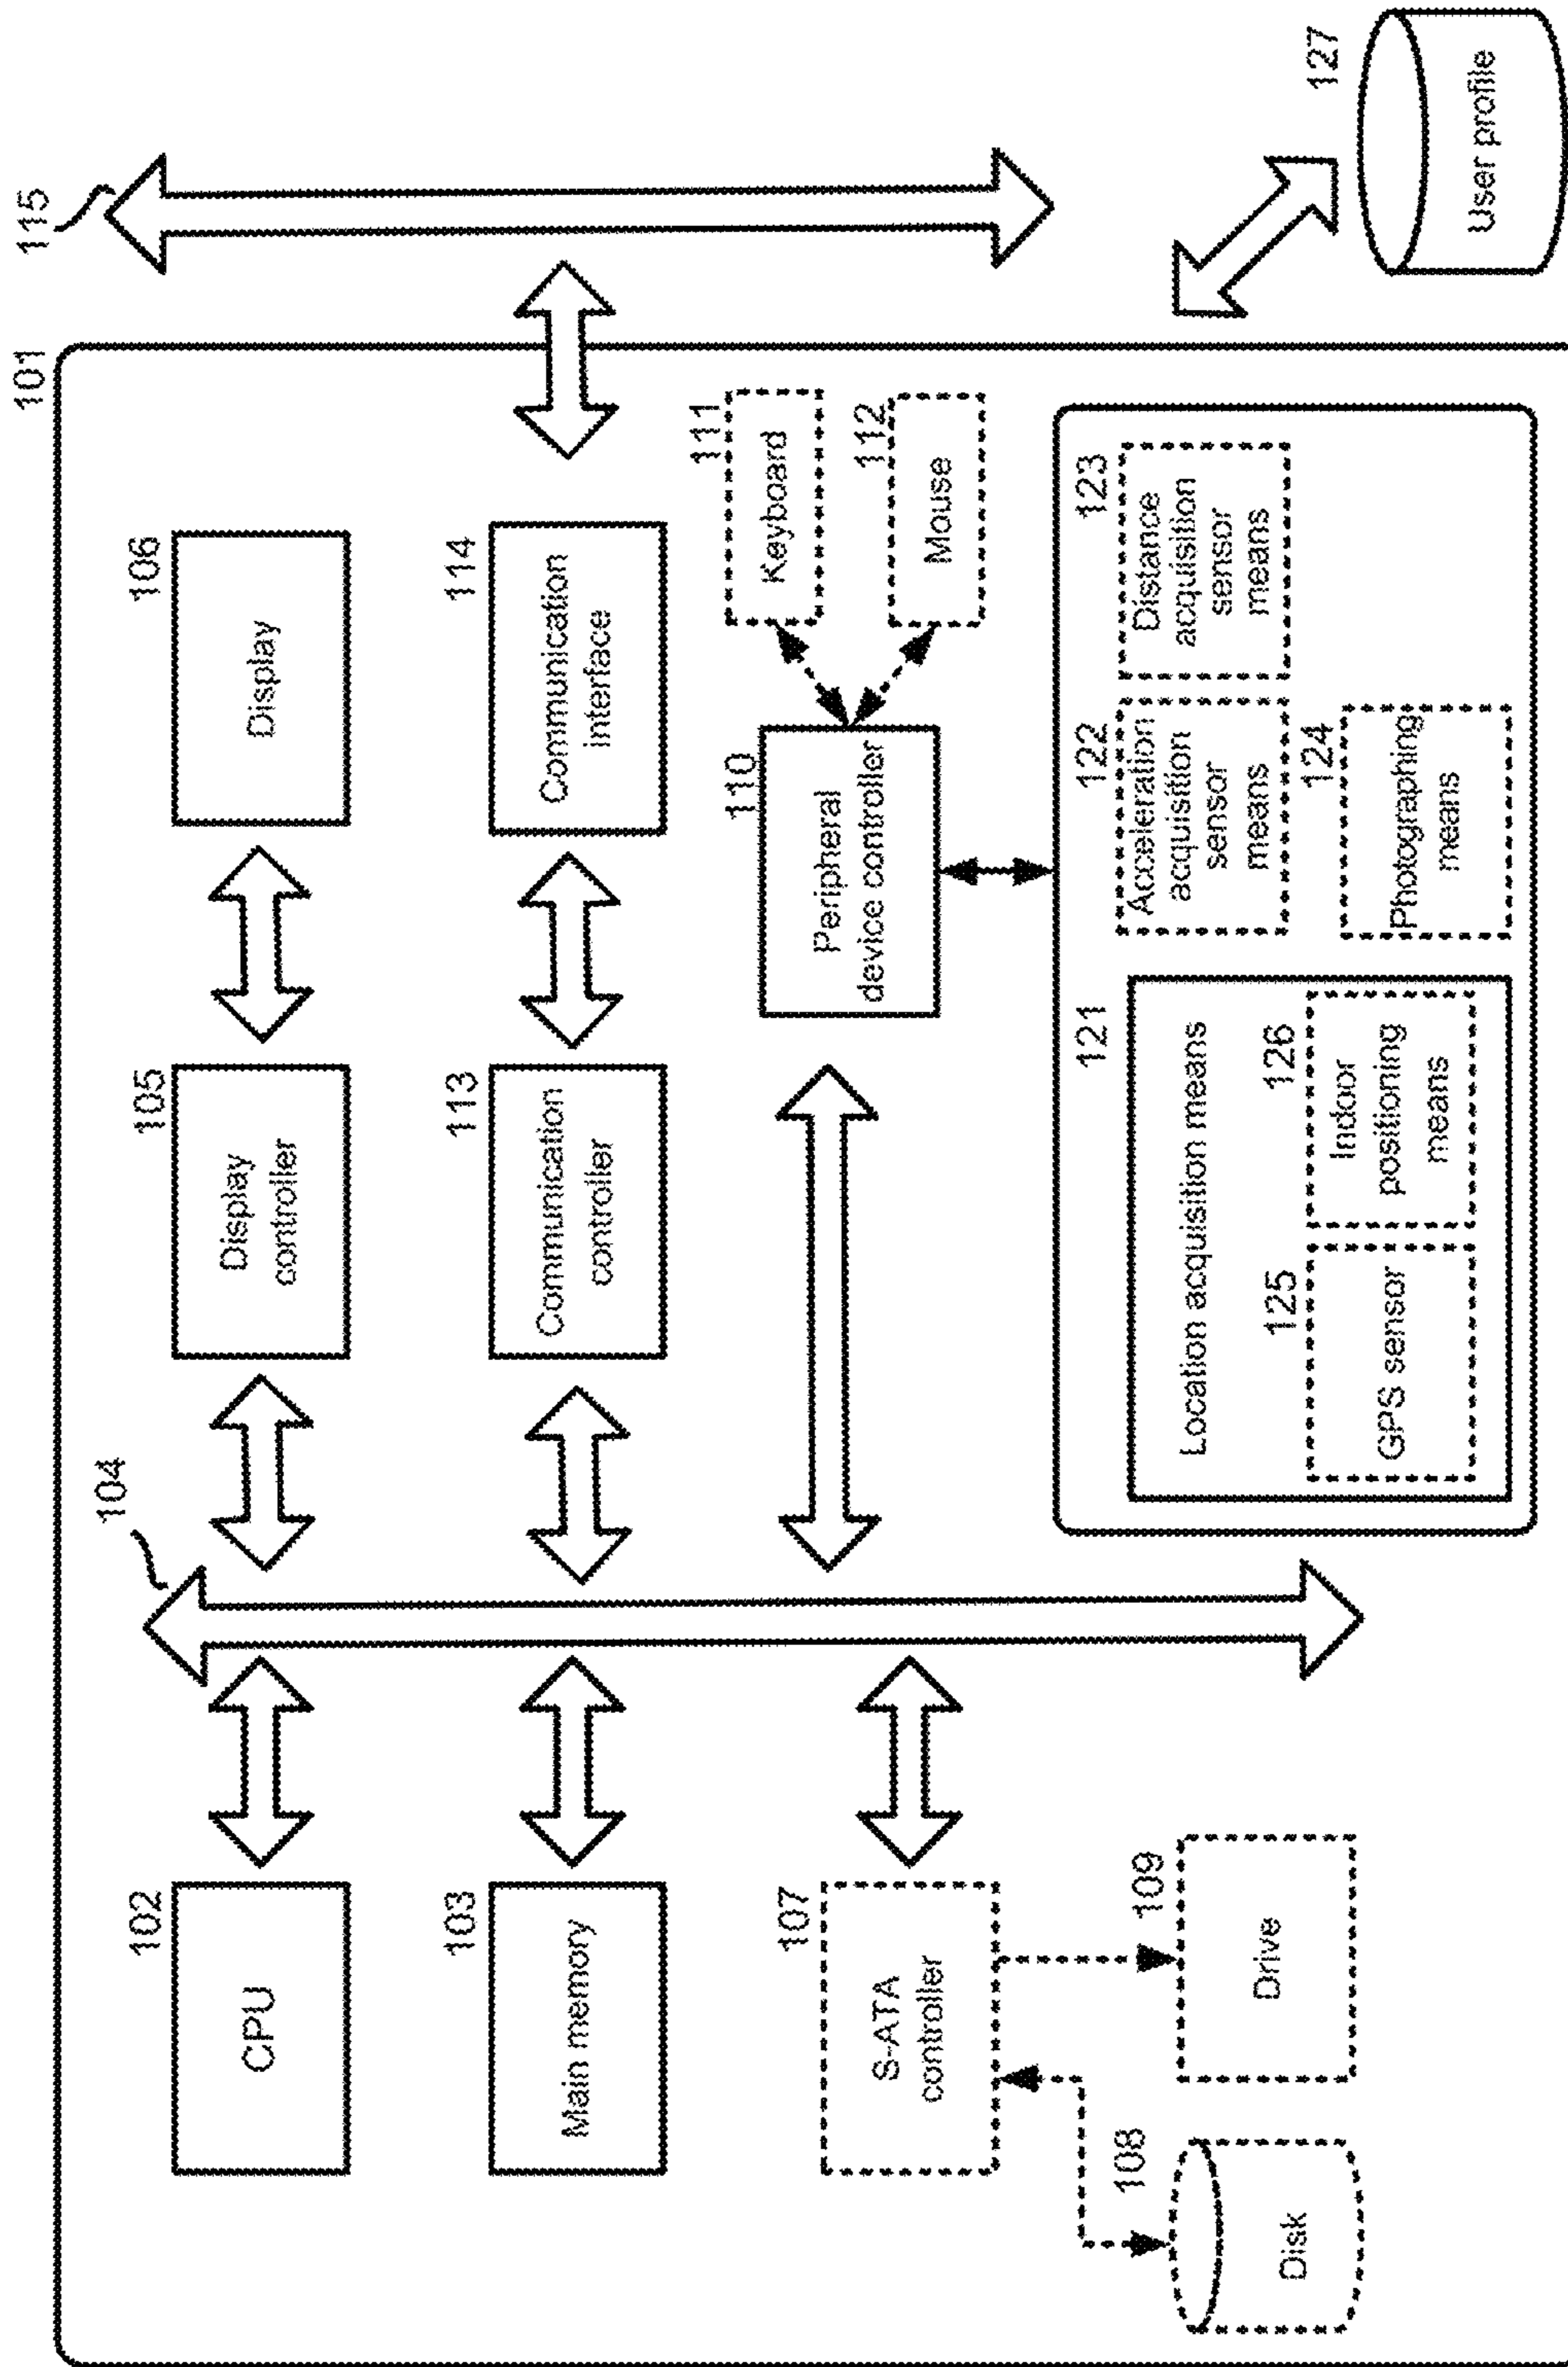 101
115
104
102
CPU
105
Display
controller
106
Display
103
Main memory
113
Communication
controller
114
Communication
interface
107
S-ATA
controller
110
Peripheral
device controller
111
Keyboard
112
Mouse
108
Disk
109
Drive
121
Location acquisition means
125
GPS sensor
126
Indoor
positioning
means
122
Acceleration
acquisition
sensor
means
123
Distance
acquisition
sensor
means
124
Photographing
means
127
User profile